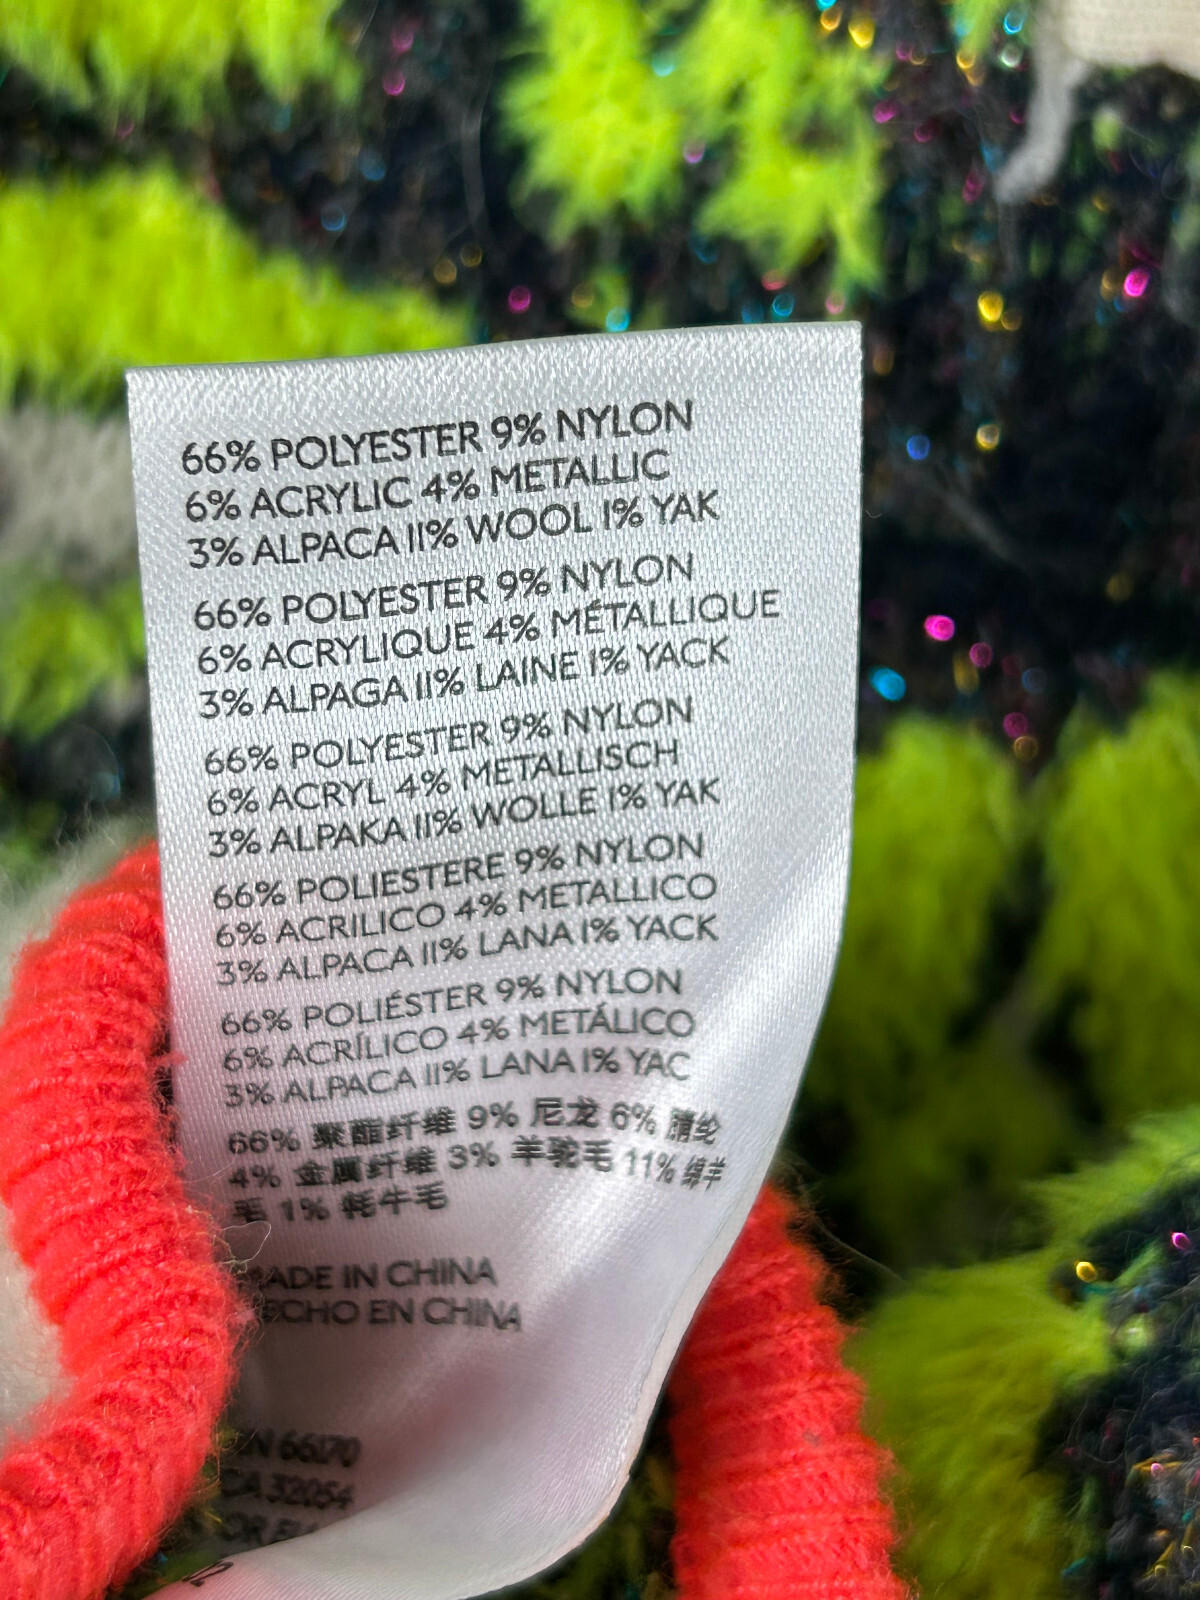 66% POLYESTER 9% NYLON
6% ACRYLIC 4% METALLIC
3% ALPACA 11% WOOL 1% YAK
66% POLYESTER 9% NYLON
6% ACRYLIQUE 4% MÉTALLIQUE
3% ALPAGA 11% LAINE 1% YACK
66% POLYESTER 9% NYLON
6% ACRYL 4% METALLISCH
3% ALPAKA 11% WOLLE 1% YAK
66% POLIESTERE 9% NYLON
6% ACRILICO 4% METALLICO
3% ALPACA 11% LANA 1% YACK
66% POLIÉSTER 9% NYLON
6% ACRÍLICO 4% METÁLICO
3% ALPACA 11% LANA 1% YAC
66% 聚酯纤维 9% 尼龙 6% 腈纶
4% 金属纤维 3% 羊驼毛 11% 绵羊
毛 1% 牦牛毛
ADE IN CHINA
ECHO EN CHINA
N 66170
CA 32054